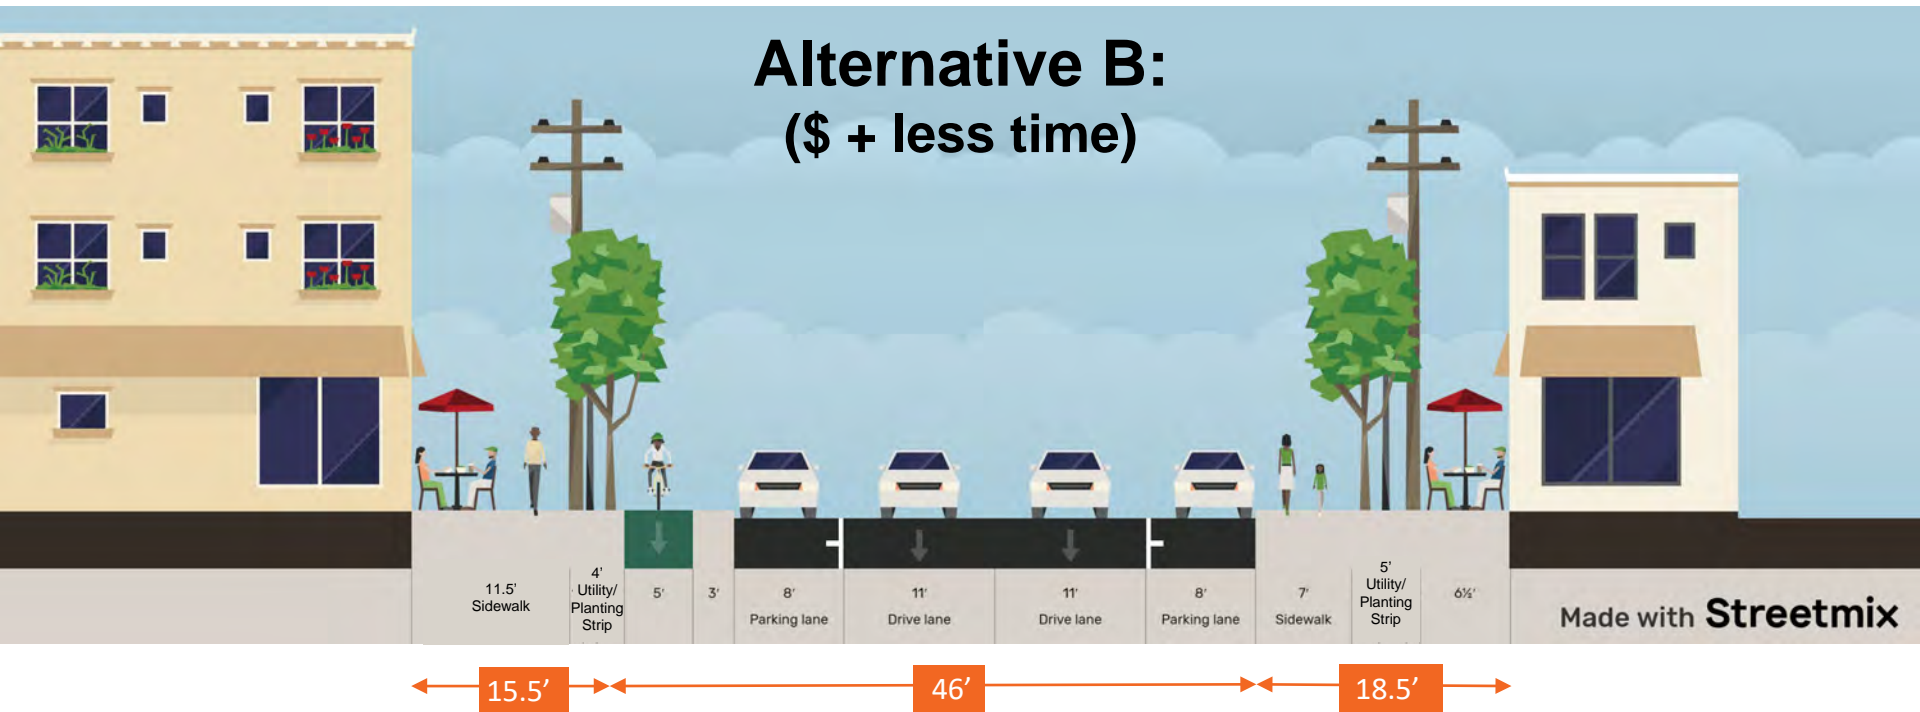 Alternative B:
($ + less time)
11.5’
Sidewalk
4’
Utility/
Planting
Strip
5′
3′
8′
Parking lane
11′
Drive lane
11′
Drive lane
8′
Parking lane
7′
Sidewalk
5’
Utility/
Planting
Strip
6½′
Made with Streetmix
15.5’
46’
18.5’